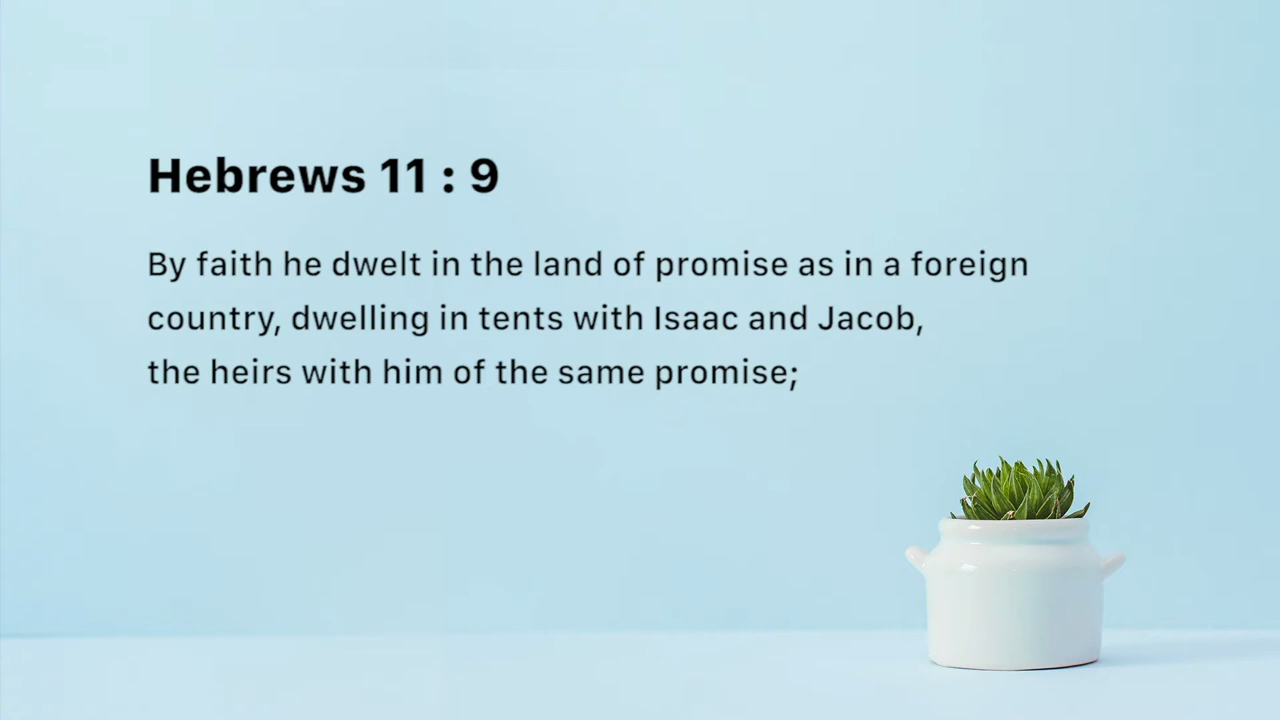 Hebrews 11 : 9
By faith he dwelt in the land of promise as in a foreign
country, dwelling in tents with Isaac and Jacob,
the heirs with him of the same promise;